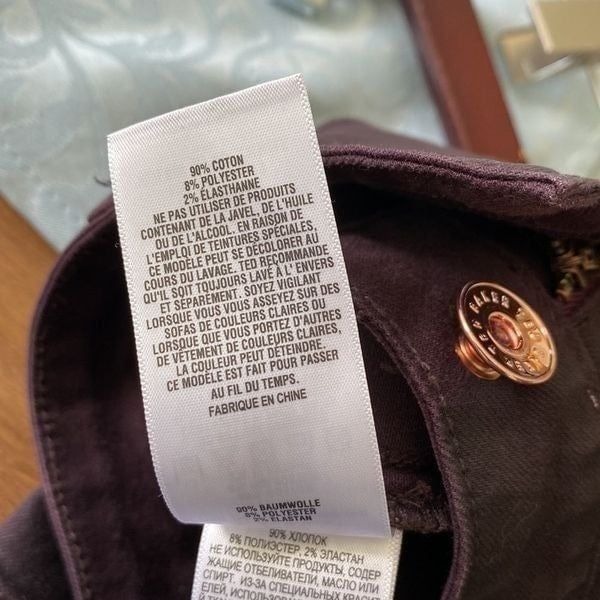 90% COTON
8% POLYESTER
2% ÉLASTHANNE
NE PAS UTILISER DE PRODUITS
CONTENANT DE LA JAVEL, DE L'HUILE
OU DE L'ALCOOL. EN RAISON DE
L'EMPLOI DE TEINTURES SPÉCIALES,
CE MODÈLE PEUT SE DÉCOLORER AU
COURS DU LAVAGE. TED RECOMMANDE
QU'IL SOIT TOUJOURS LAVÉ À L' ENVERS
ET SÉPARÉMENT. SOYEZ VIGILANT
LORSQUE VOUS VOUS ASSEYEZ SUR DES
SOFAS DE COULEURS CLAIRES OU
LORSQUE QUE VOUS PORTEZ D'AUTRES
DE VÊTEMENT DE COULEURS CLAIRES,
LA COULEUR PEUT DÉTEINDRE.
CE MODÈLE EST FAIT POUR PASSER
AU FIL DU TEMPS.
FABRIQUE EN CHINE
90% BAUMWOLLE
8% POLYESTER
2% ELASTAN
90% ХЛОПОК
8% ПОЛИЭСТЕР, 2% ЭЛАСТАН
НЕ ИСПОЛЬЗУЙТЕ ПРОДУКТЫ, СОДЕР
ЖАЩИЕ ОТБЕЛИВАТЕЛИ, МАСЛО ИЛИ
СПИРТ. ИЗ-ЗА СПЕЦИАЛЬНЫХ КРАСИТ
TED BAKER